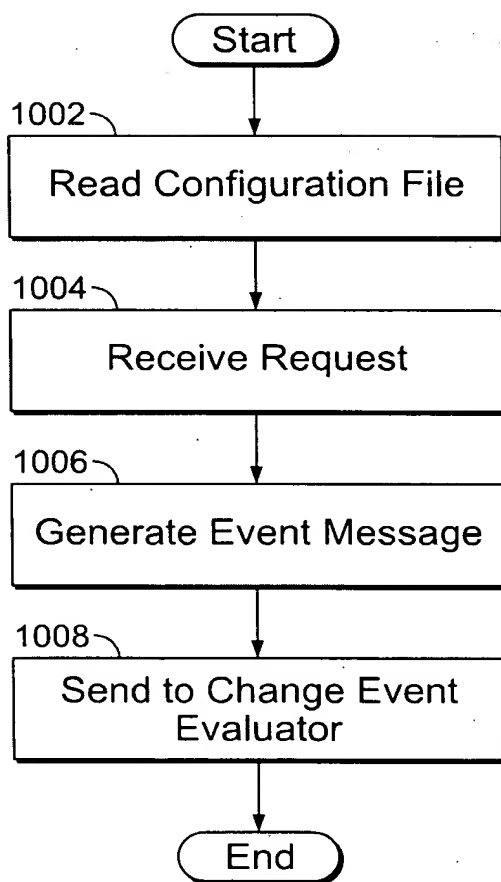 Start
1002
Read Configuration File
1004
Receive Request
1006
Generate Event Message
1008
Send to Change Event
Evaluator
End